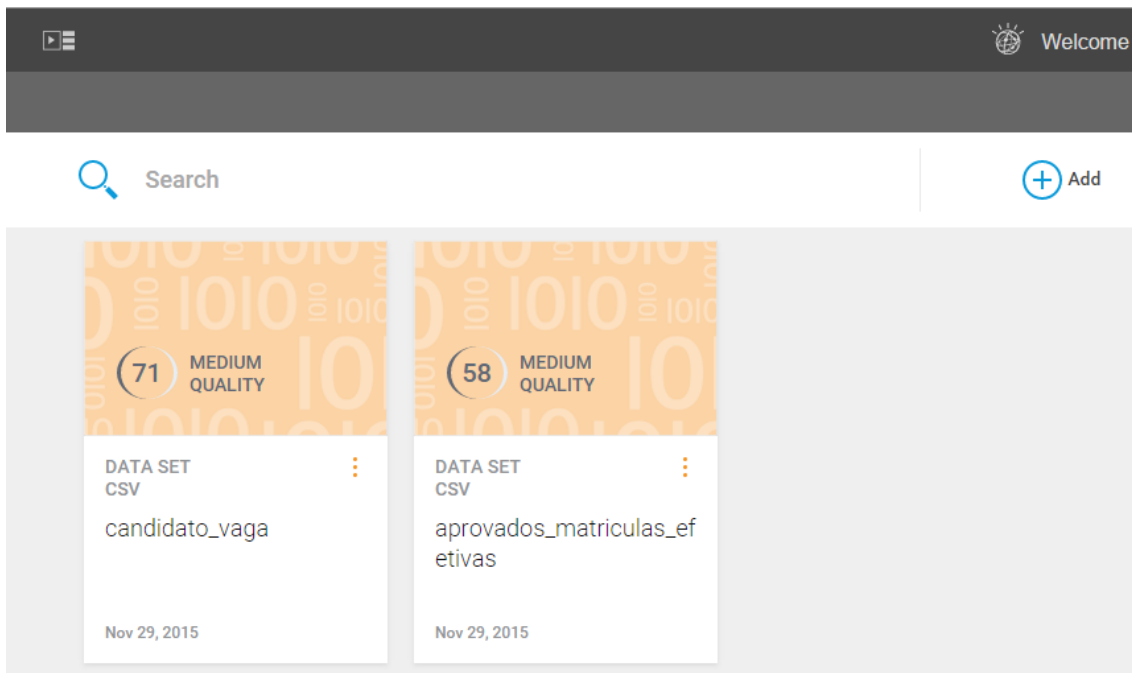 Welcome
Search
Add
71
MEDIUM
QUALITY
DATA SET
CSV
candidato_vaga
Nov 29, 2015
58
MEDIUM
QUALITY
DATA SET
CSV
aprovados_matriculas_ef
etivas
Nov 29, 2015